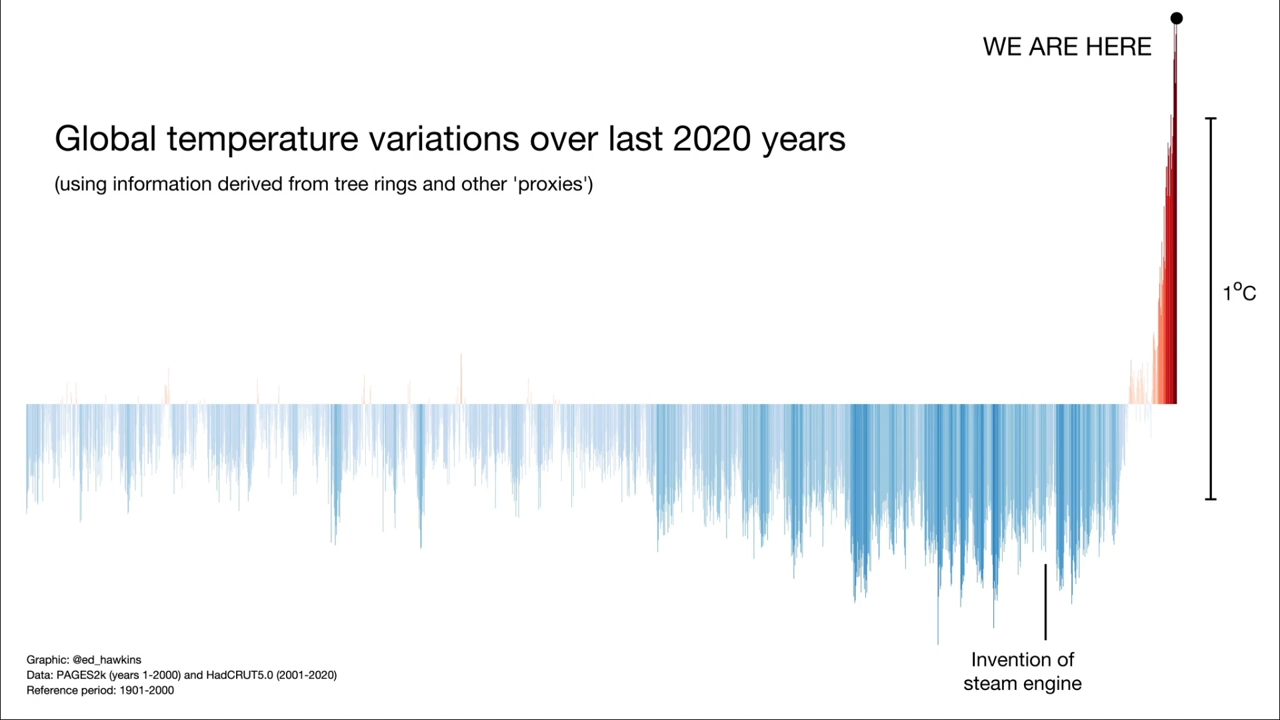 WE ARE HERE
Global temperature variations over last 2020 years
(using information derived from tree rings and other 'proxies')
1°C
Invention of
steam engine
Graphic: @ed_hawkins
Data: PAGES2k (years 1-2000) and HadCRUT5.0 (2001-2020)
Reference period: 1901-2000